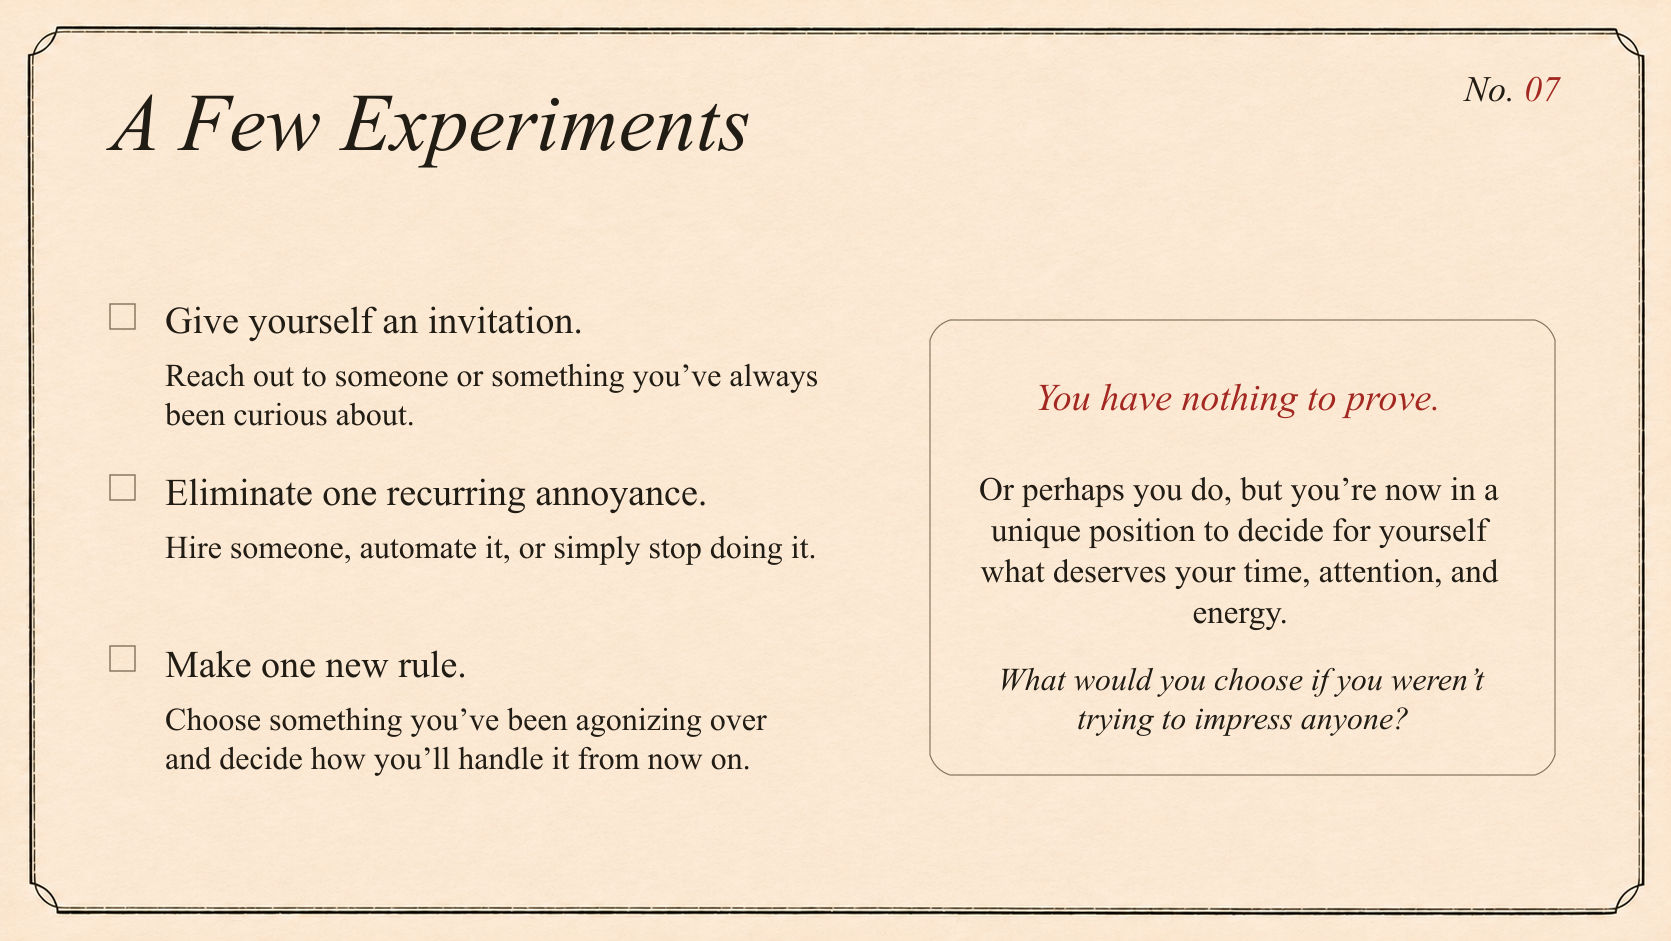 A Few Experiments
No. 07
Give yourself an invitation.
Reach out to someone or something you’ve always
been curious about.
Eliminate one recurring annoyance.
Hire someone, automate it, or simply stop doing it.
Make one new rule.
Choose something you’ve been agonizing over
and decide how you’ll handle it from now on.
You have nothing to prove.
Or perhaps you do, but you’re now in a
unique position to decide for yourself
what deserves your time, attention, and
energy.
What would you choose if you weren’t
trying to impress anyone?